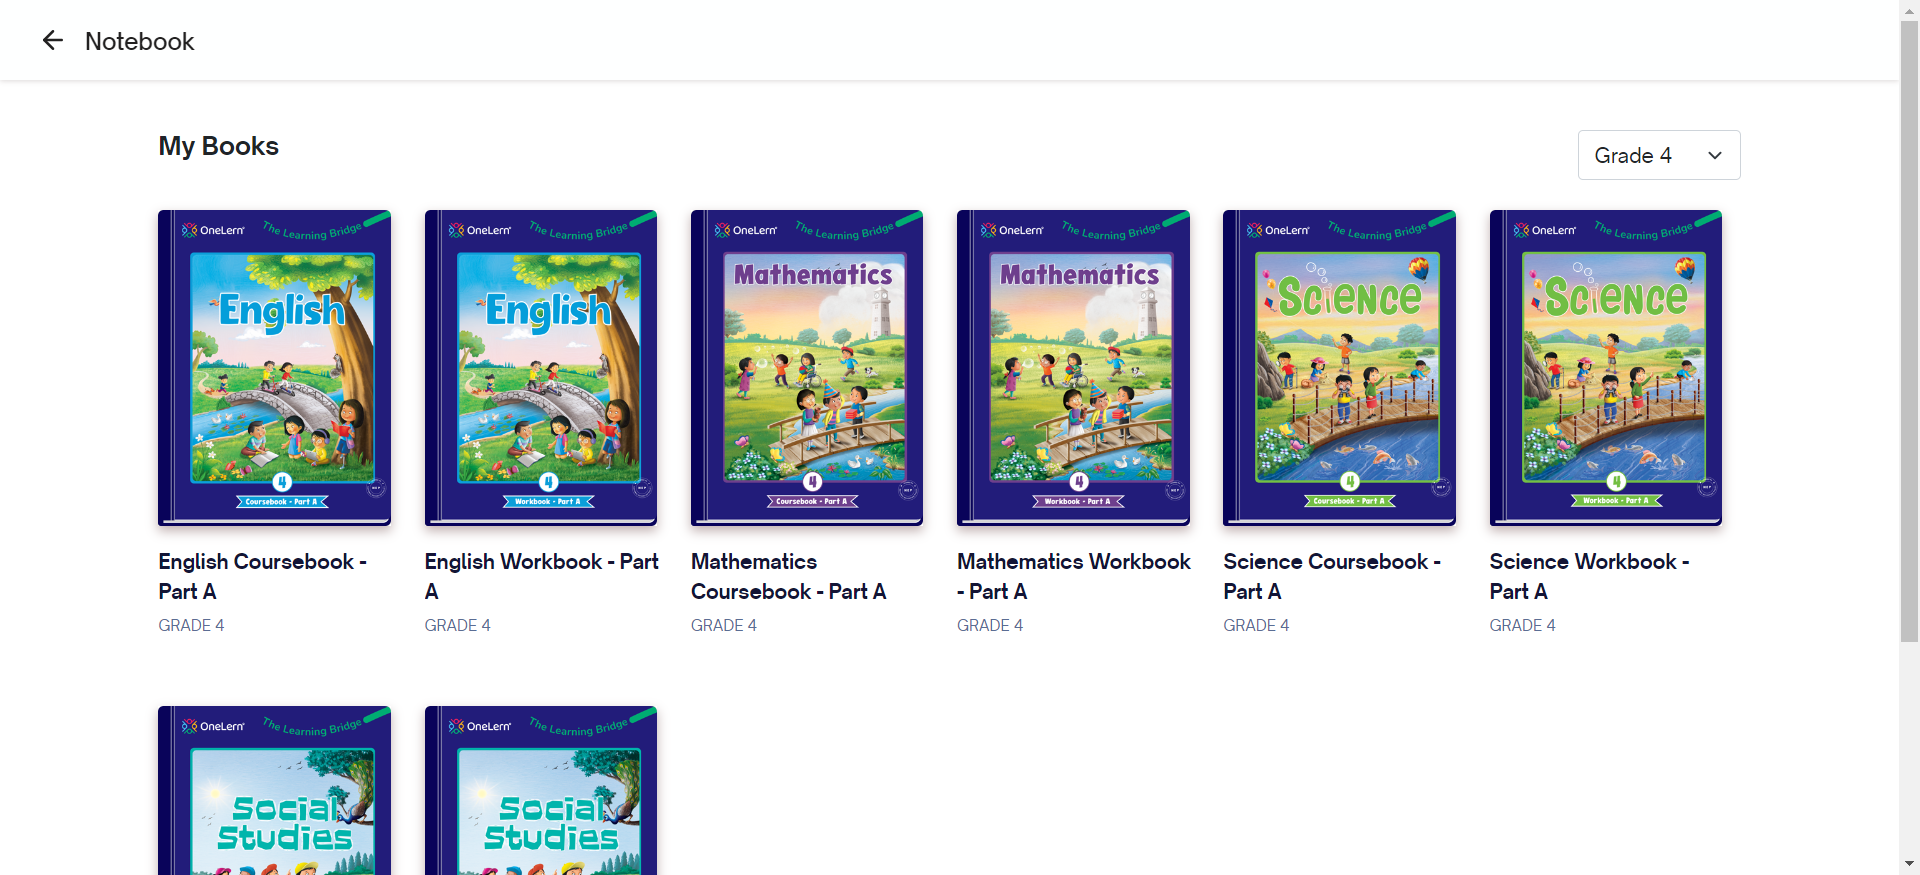 Notebook
My Books
Grade 4
OneLern
The Learning Bridge
English
4
Coursebook - Part A
OneLern
The Learning Bridge
English
4
Workbook - Part A
OneLern
The Learning Bridge
Mathematics
4
Coursebook - Part A
OneLern
The Learning Bridge
Mathematics
4
Workbook - Part A
OneLern
The Learning Bridge
Science
4
Coursebook - Part A
OneLern
The Learning Bridge
Science
4
Workbook - Part A
English Coursebook -
Part A
GRADE 4
English Workbook - Part
A
GRADE 4
Mathematics
Coursebook - Part A
GRADE 4
Mathematics Workbook
- Part A
GRADE 4
Science Coursebook -
Part A
GRADE 4
Science Workbook -
Part A
GRADE 4
OneLern
The Learning Bridge
Social
Studies
OneLern
The Learning Bridge
Social
Studies